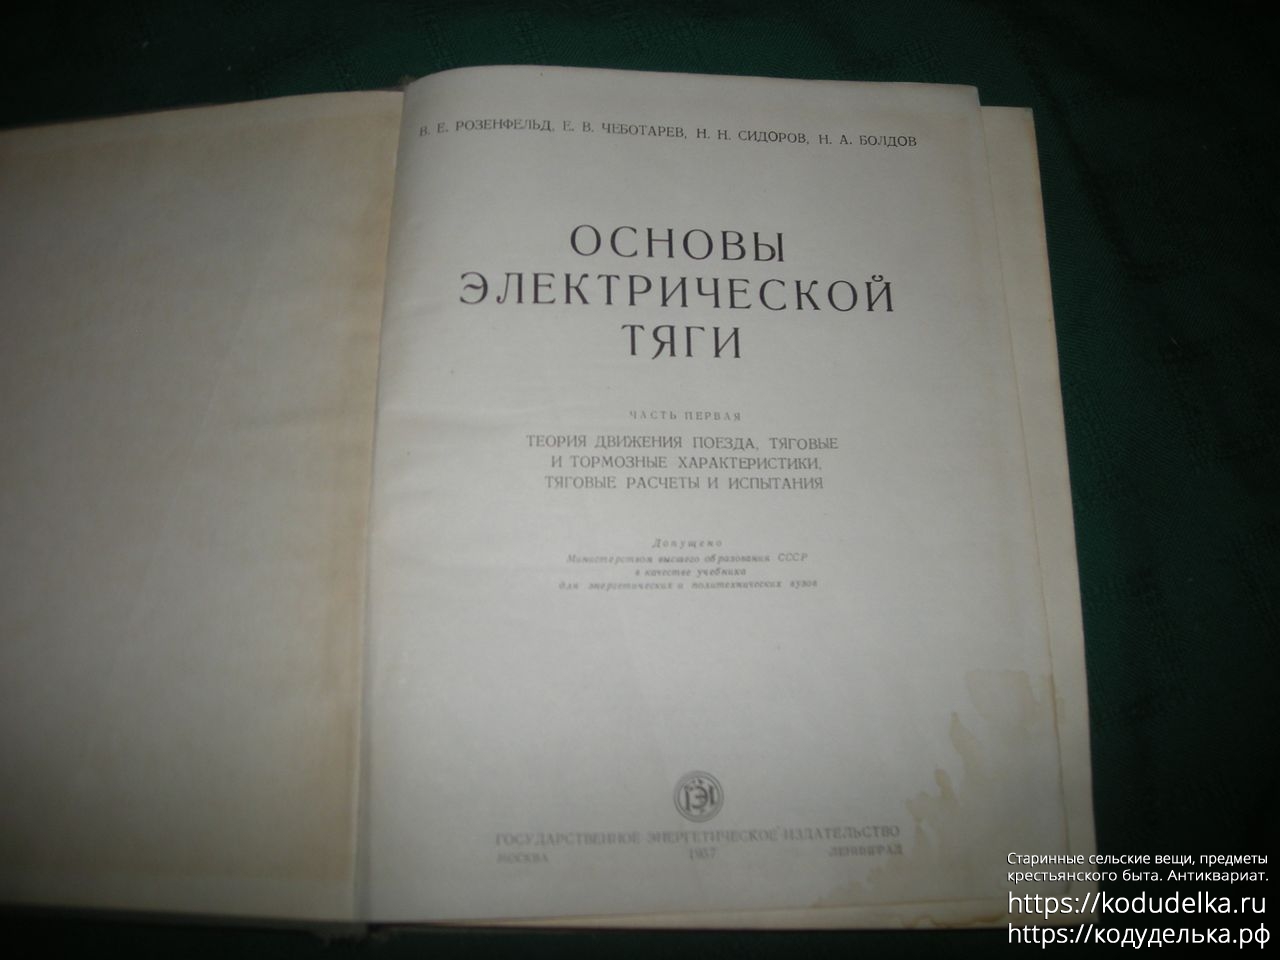 В. Е. РОЗЕНФЕЛЬД, Е. В. ЧЕБОТАРЕВ, Н. Н. СИДОРОВ, Н. А. БОЛДОВ
ОСНОВЫ
ЭЛЕКТРИЧЕСКОЙ
ТЯГИ
ЧАСТЬ ПЕРВАЯ
ТЕОРИЯ ДВИЖЕНИЯ ПОЕЗДА, ТЯГОВЫЕ
И ТОРМОЗНЫЕ ХАРАКТЕРИСТИКИ,
ТЯГОВЫЕ РАСЧЕТЫ И ИСПЫТАНИЯ
Допущено
Министерством высшего образования СССР
в качестве учебника
для энергетических и политехнических вузов
ГЭИ
ГОСУДАРСТВЕННОЕ ЭНЕРГЕТИЧЕСКОЕ ИЗДАТЕЛЬСТВО
МОСКВА 1957 ЛЕНИНГРАД
Старинные сельские вещи, предметы
крестьянского быта. Антиквариат.
https://kodudelka.ru
https://кодуделька.рф